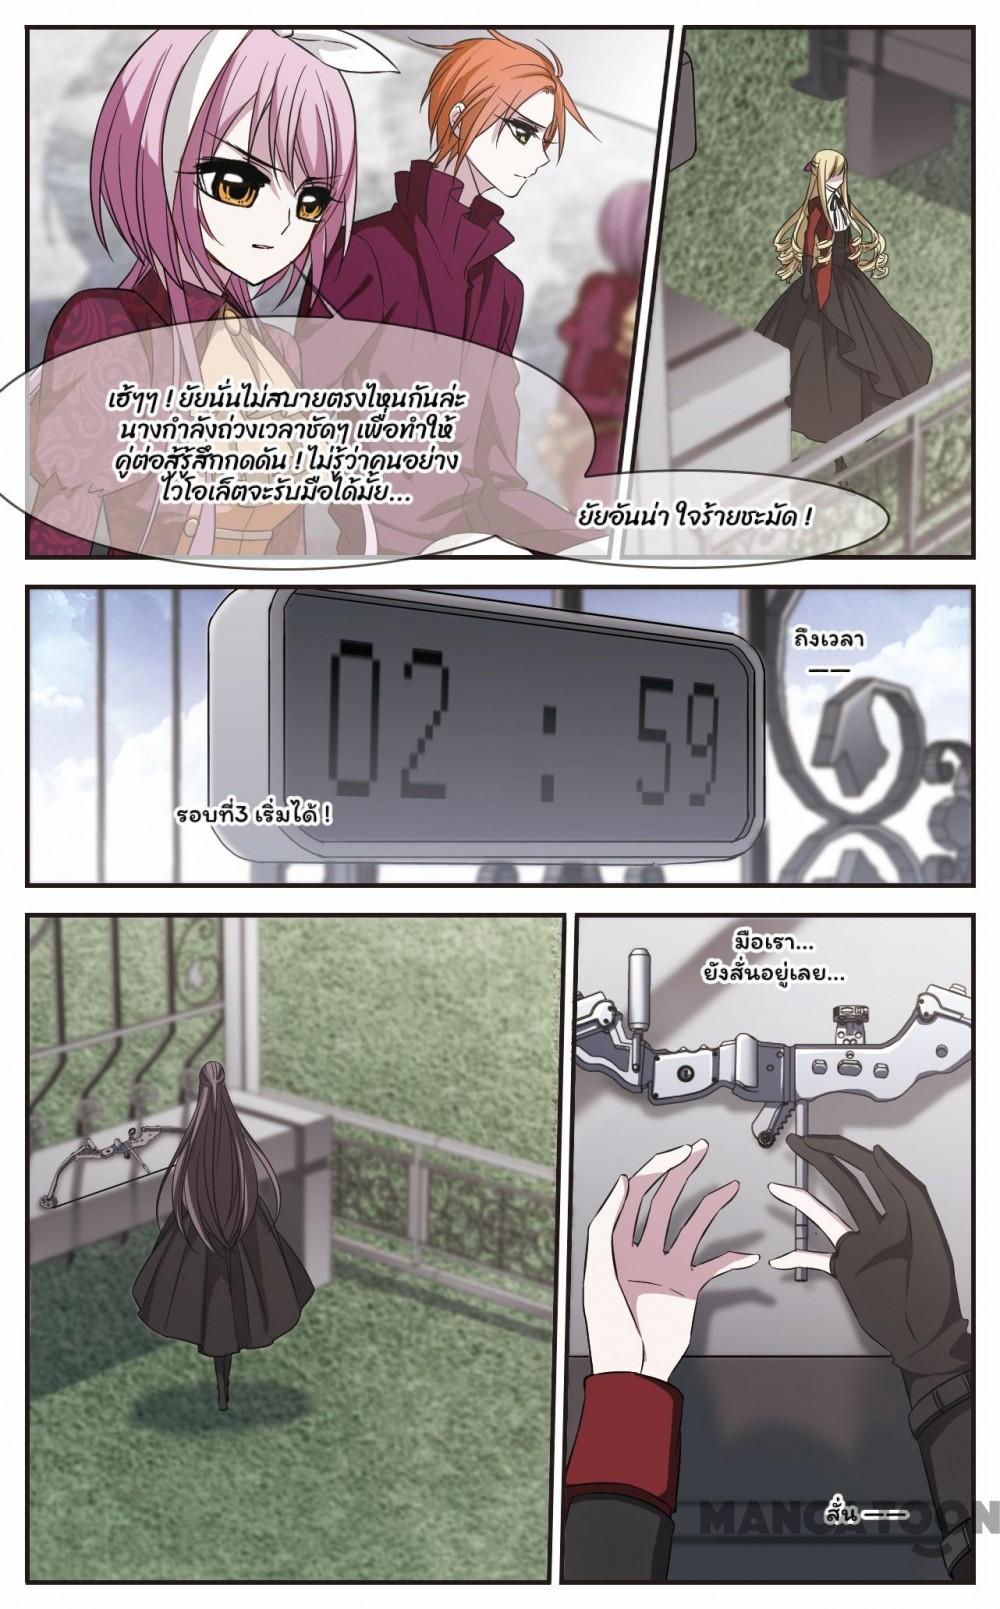 เฮ้ๆๆ ! ยัยนั่นไม่สบายตรงไหนกันล่ะ
นางกำลังถ่วงเวลาชัดๆ เพื่อทำให้
คู่ต่อสู้รู้สึกกดดัน ! ไม่รู้ว่าคนอย่าง
ไวโอเล็ตจะรับมือได้มั้ย...
ยัยอันน่า ใจร้ายชะมัด !
ถึงเวลา
——
02 : 59
รอบที่3 เริ่มได้ !
มือเรา...
ยังสั่นอยู่เลย...
สั่น
MANGATOON